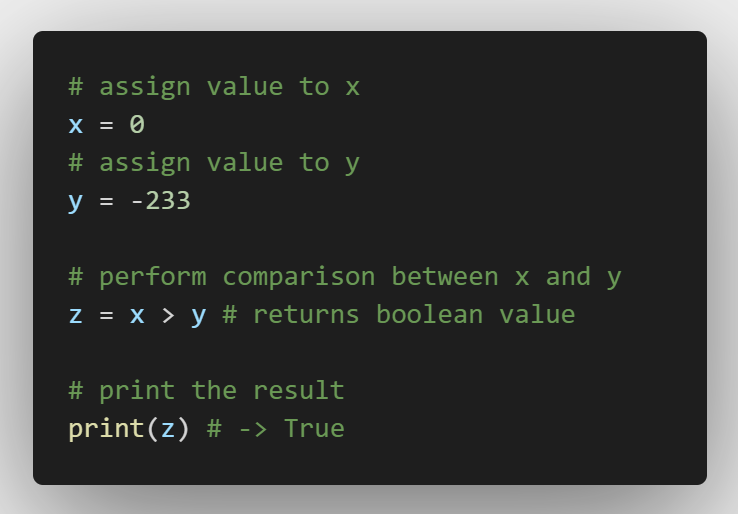 # assign value to x
x = 0
# assign value to y
y = -233
# perform comparison between x and y
z = x > y # returns boolean value
# print the result
print(z) # -> True